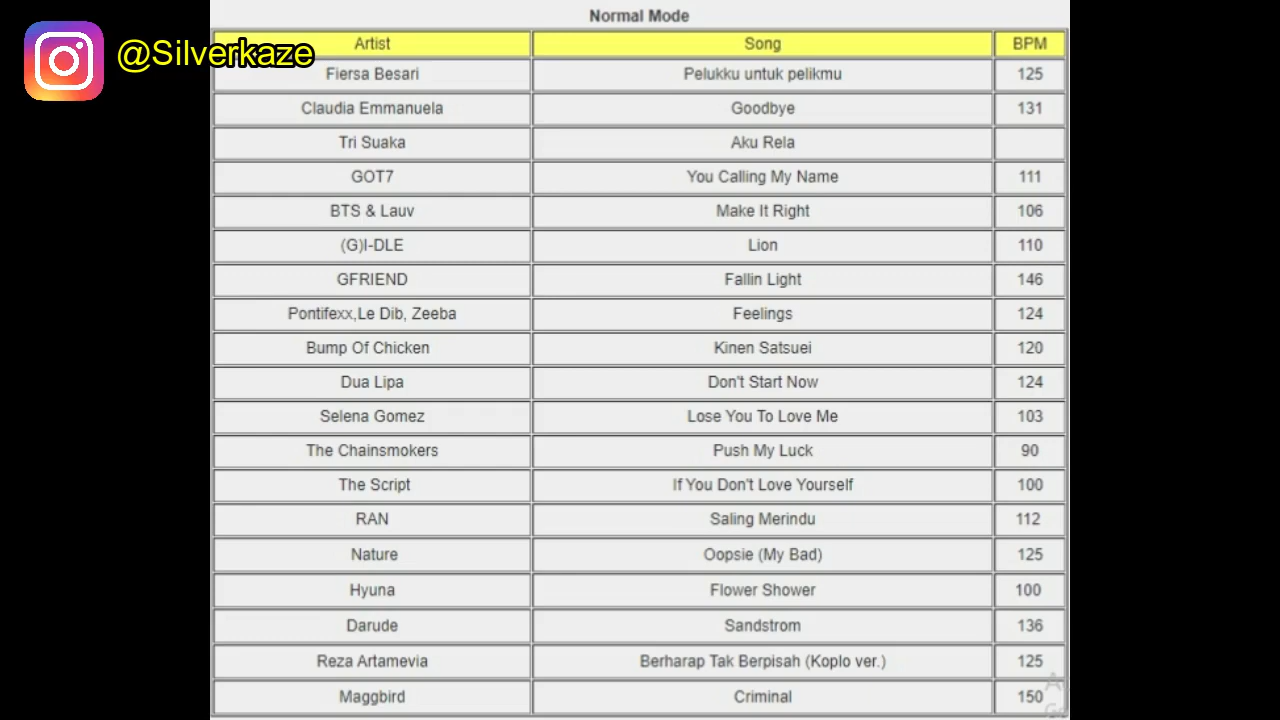 Normal Mode
@Silverkaze
Artist Song BPM
Fiersa Besari Pelukku untuk pelikmu 125
Claudia Emmanuela Goodbye 131
Tri Suaka Aku Rela
GOT7 You Calling My Name 111
BTS & Lauv Make It Right 106
(G)I-DLE Lion 110
GFRIEND Fallin Light 146
Pontifexx,Le Dib, Zeeba Feelings 124
Bump Of Chicken Kinen Satsuei 120
Dua Lipa Don't Start Now 124
Selena Gomez Lose You To Love Me 103
The Chainsmokers Push My Luck 90
The Script If You Don't Love Yourself 100
RAN Saling Merindu 112
Nature Oopsie (My Bad) 125
Hyuna Flower Shower 100
Darude Sandstrom 136
Reza Artamevia Berharap Tak Berpisah (Koplo ver.) 125
Maggbird Criminal 150